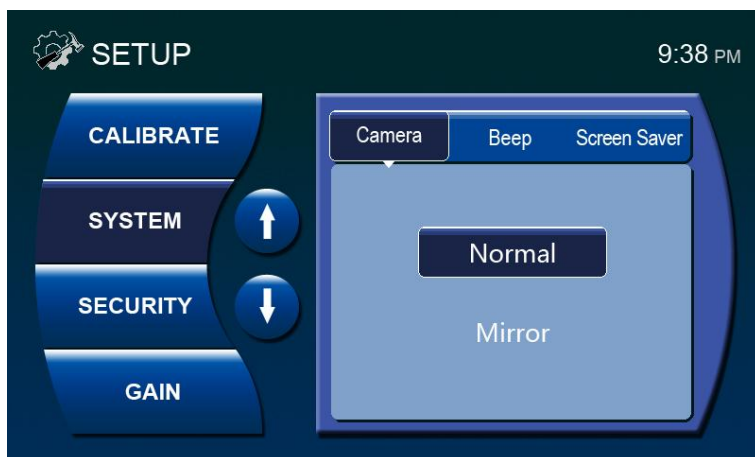 SETUP
9:38 PM
CALIBRATE
SYSTEM
SECURITY
GAIN
Camera Beep Screen Saver
Normal
Mirror